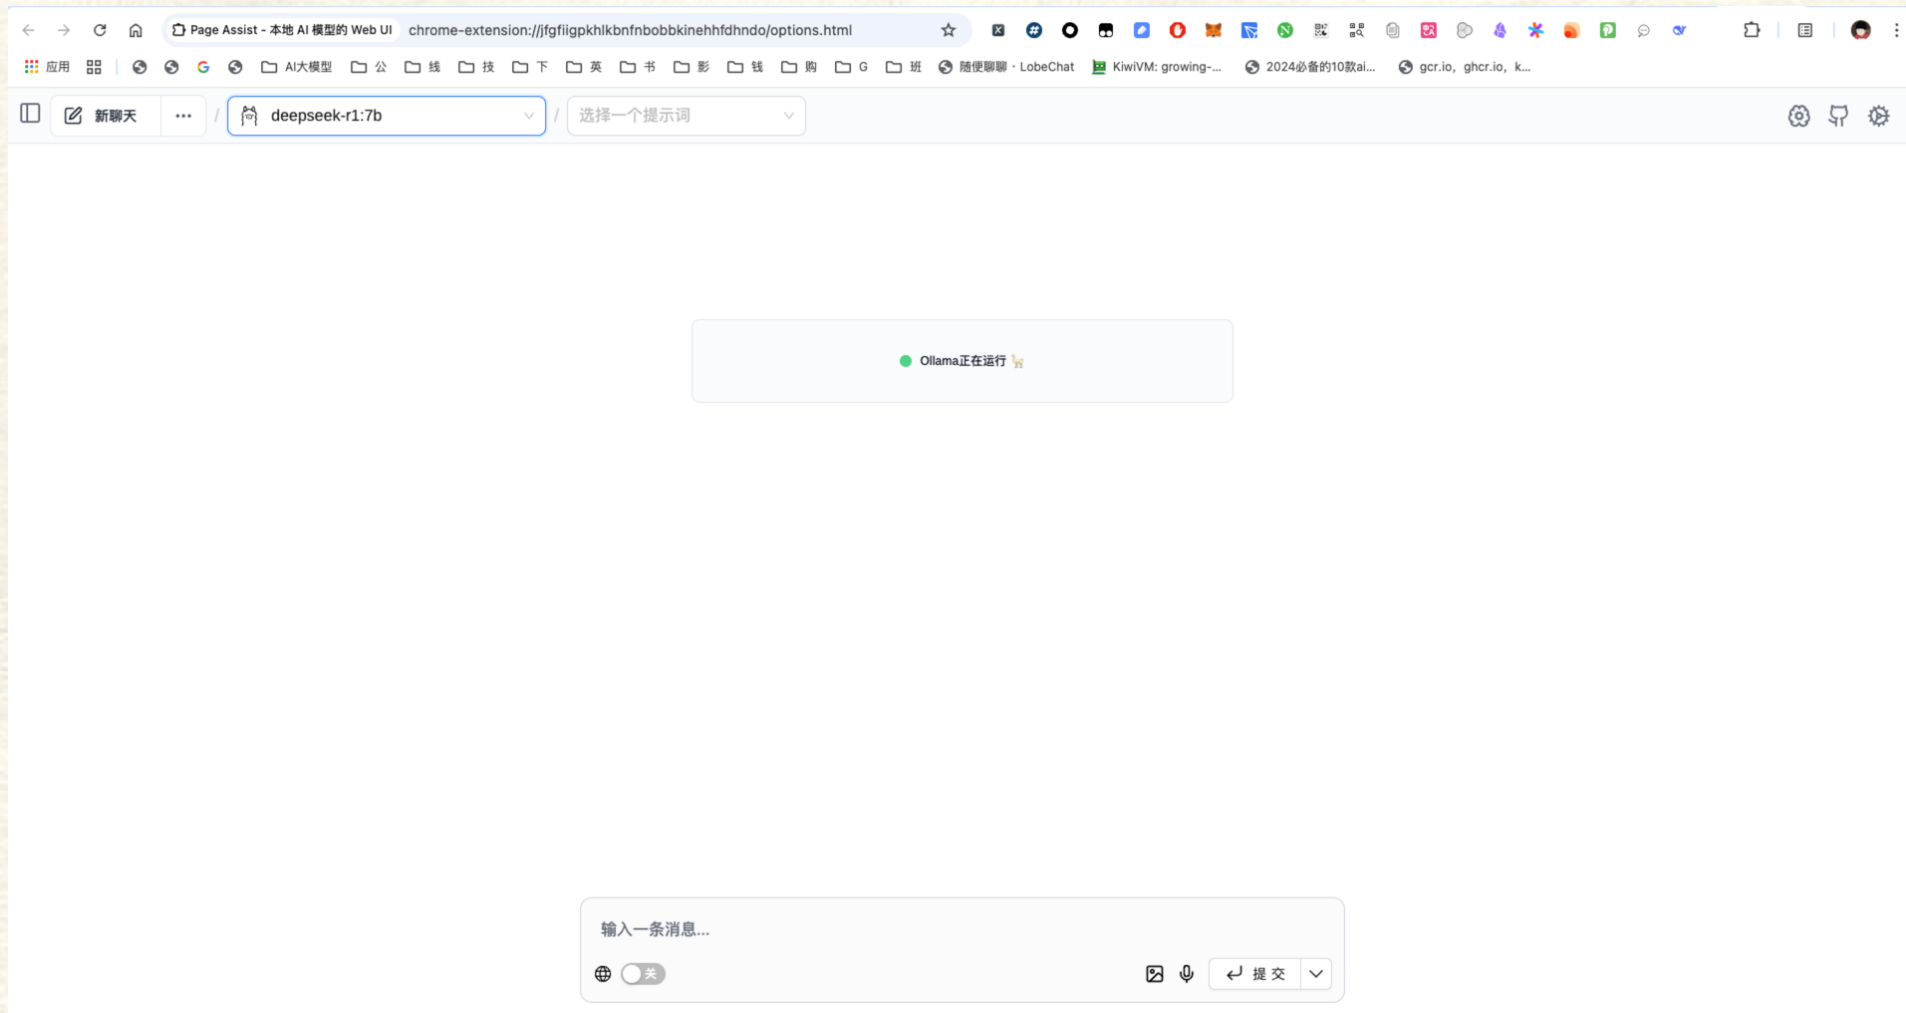 Page Assist - 本地 AI 模型的 Web UI chrome-extension://jfgfiigpkhlkbnfnbobbkinehhfdhndo/options.html
应用 AI大模型 公 线 技 下 英 书 影 钱 购 G 班 随便聊聊 · LobeChat KiwiVM: growing-... 2024必备的10款ai... gcr.io, ghcr.io, k...
新聊天 ... / deepseek-r1:7b / 选择一个提示词
Ollama正在运行
输入一条消息...
关 提 交